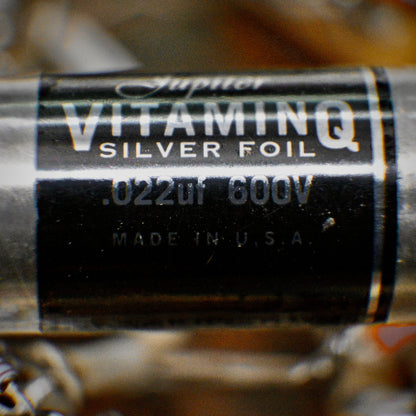 Jupiter
VITAMIN Q
SILVER FOIL
.022uf 600V
MADE IN U.S.A.